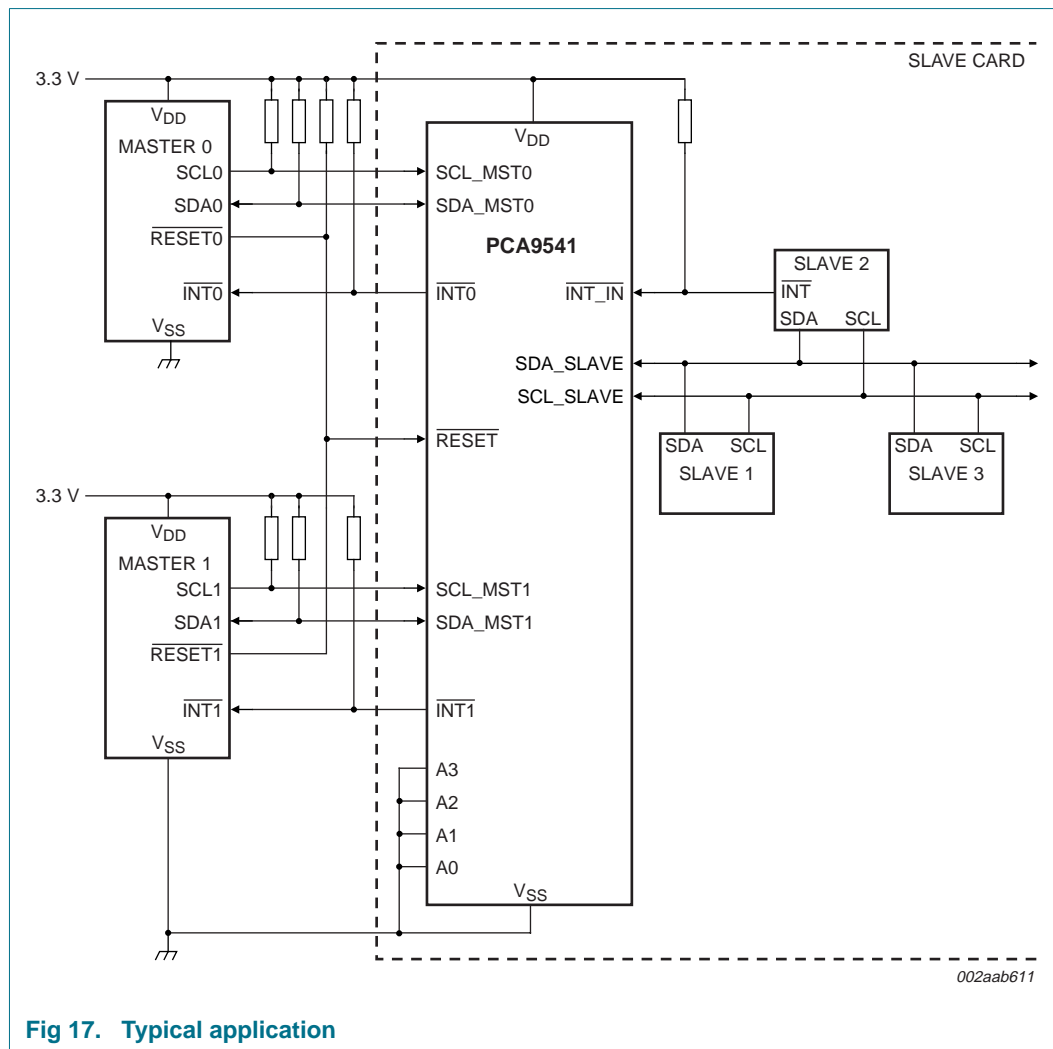 SLAVE CARD
3.3 V
VDD
MASTER 0
SCL0
SDA0
RESET0
INT0
VSS
VDD
SCL_MST0
SDA_MST0
PCA9541
INT0
INT_IN
RESET
SDA_SLAVE
SCL_SLAVE
SLAVE 2
INT
SDA SCL
SDA SCL
SLAVE 1
SDA SCL
SLAVE 3
3.3 V
VDD
MASTER 1
SCL1
SDA1
RESET1
INT1
VSS
SCL_MST1
SDA_MST1
INT1
A3
A2
A1
A0
VSS
002aab611
Fig 17. Typical application